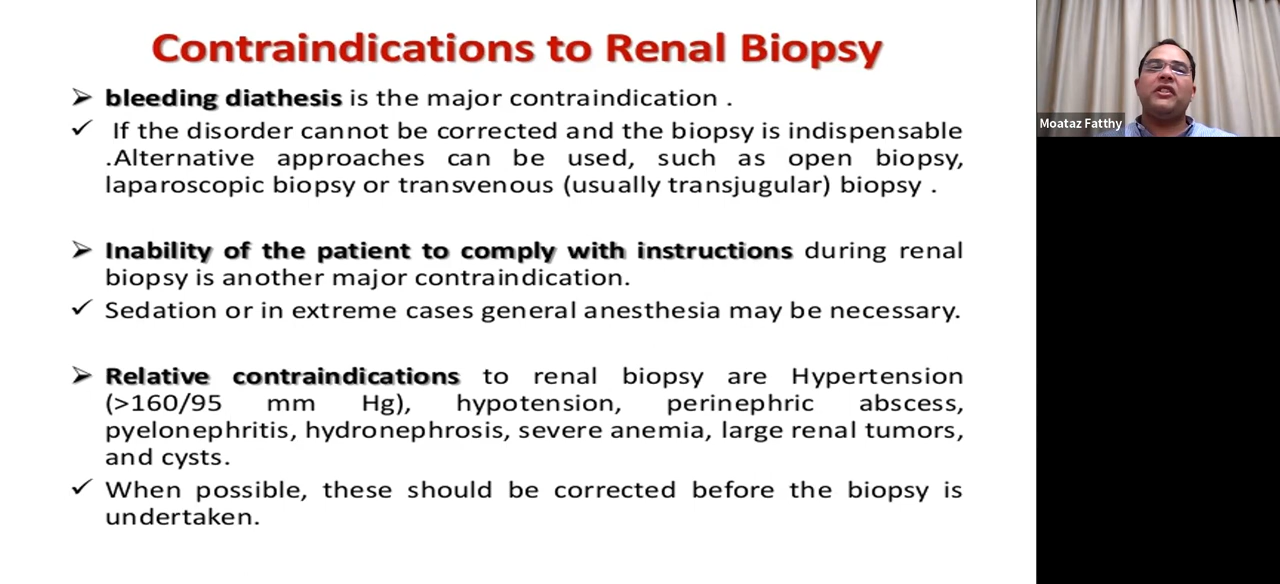 Contraindications to Renal Biopsy
➢ bleeding diathesis is the major contraindication .
✓ If the disorder cannot be corrected and the biopsy is indispensable
.Alternative approaches can be used, such as open biopsy,
laparoscopic biopsy or transvenous (usually transjugular) biopsy .
➢ Inability of the patient to comply with instructions during renal
biopsy is another major contraindication.
✓ Sedation or in extreme cases general anesthesia may be necessary.
➢ Relative contraindications to renal biopsy are Hypertension
(>160/95 mm Hg), hypotension, perinephric abscess,
pyelonephritis, hydronephrosis, severe anemia, large renal tumors,
and cysts.
✓ When possible, these should be corrected before the biopsy is
undertaken.
Moataz Fatthy